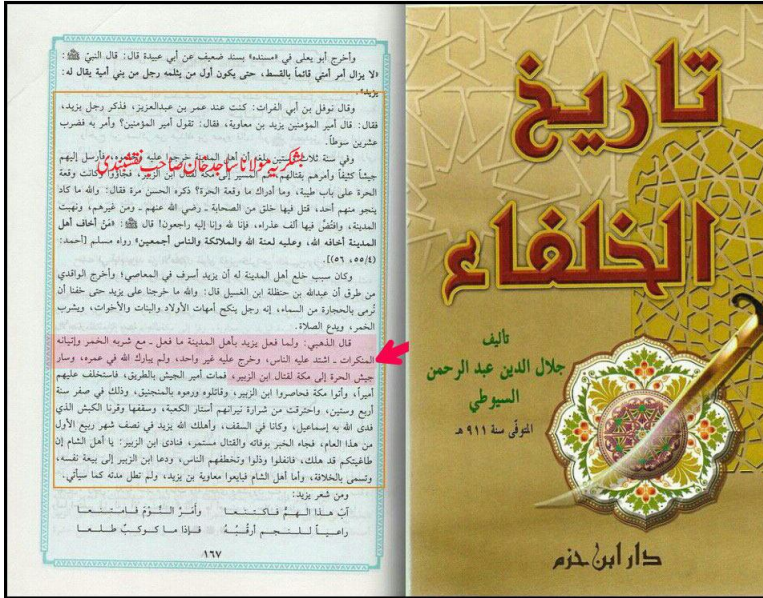 وأخرج أبو يعلى في «مسنده» بسند ضعيف عن أبي عبيدة قال: قال النبيّ ﷺ:
«لا يزال أمر أمتي قائماً بالقسط، حتى يكون أول من يثلمه رجل من بني أمية يقال له:
يزيد».
وقال نوفل بن أبي الفرات: كنت عند عمر بن عبدالعزيز، فذكر رجل يزيد،
فقال: قال أمير المؤمنين يزيد بن معاوية، فقال: تقول أمير المؤمنين؟ وأمر به فضرب
عشرين سوطاً.
وفي سنة ثلاث وستين بلغه أن أهل المدينة خرجوا عليه فأرسل إليهم
بشكريه مولانا ساجد خان صاحب نقشبندی
جيشاً كثيفاً وأمرهم بقتالهم ثم المسير إلى مكة لقتال ابن الزبير، فجاؤوا وكانت وقعة
الحرة على باب طيبة، وما أدراك ما وقعة الحرة؟ ذكره الحسن مرة فقال: والله ما كاد
ينجو منهم أحد، قتل فيها خلق من الصحابة - رضي الله عنهم - ومن غيرهم، ونهبت
المدينة، وافتُضّ فيها ألف عذراء، فإنا لله وإنا إليه راجعون! قال ﷺ: «مَنْ أخاف أهل
المدينة أخافه الله، وعليه لعنة الله والملائكة والناس أجمعين» رواه مسلم [أحمد:
(٥٥/٤، ٥٦)].
وكان سبب خلع أهل المدينة له أن يزيد أسرف في المعاصي؛ وأخرج الواقدي
من طرق أن عبدالله بن حنظلة ابن الغسيل قال: والله ما خرجنا على يزيد حتى خفنا أن
نُرمى بالحجارة من السماء، إنه رجل ينكح أمهات الأولاد والبنات والأخوات، ويشرب
الخمر، ويدع الصلاة.
قال الذهبي: ولما فعل يزيد بأهل المدينة ما فعل - مع شربه الخمر وإتيانه
المنكرات - اشتد عليه الناس، وخرج عليه غير واحد، ولم يبارك الله في عمره، وسار
جيش الحرة إلى مكة لقتال ابن الزبير، فمات أمير الجيش بالطريق، فاستخلف عليهم
أميراً، وأتوا مكة فحاصروا ابن الزبير، وقاتلوه ورموه بالمنجنيق، وذلك في صفر سنة
أربع وستين، واحترقت من شرارة نيرانهم أستار الكعبة، وسقفها وقرنا الكبش الذي
فدى الله به إسماعيل، وكانا في السقف، وأهلك الله يزيد في نصف شهر ربيع الأول
من هذا العام، فجاء الخبر بوفاته والقتال مستمر، فنادى ابن الزبير: يا أهل الشام إن
طاغيتكم قد هلك، فانفلوا وذلوا وتخطفهم الناس، ودعا ابن الزبير إلى بيعة نفسه،
وتسمى بالخلافة، وأما أهل الشام فبايعوا معاوية بن يزيد، ولم تطل مدته كما سيأتي.
ومن شعر يزيد:
آبَ هذا الهمُّ فاكتنعا وأمَرَّ النَّوْمَ فامتنعا
راعياً للنجم أرقُبُهُ فإذا ما كوكبٌ طلعا
١٦٧
تاريخ
الخلفاء
تأليف
جلال الدين عبد الرحمن
السيوطي
المتوفى سنة ٩١١ هـ
دار ابن حزم